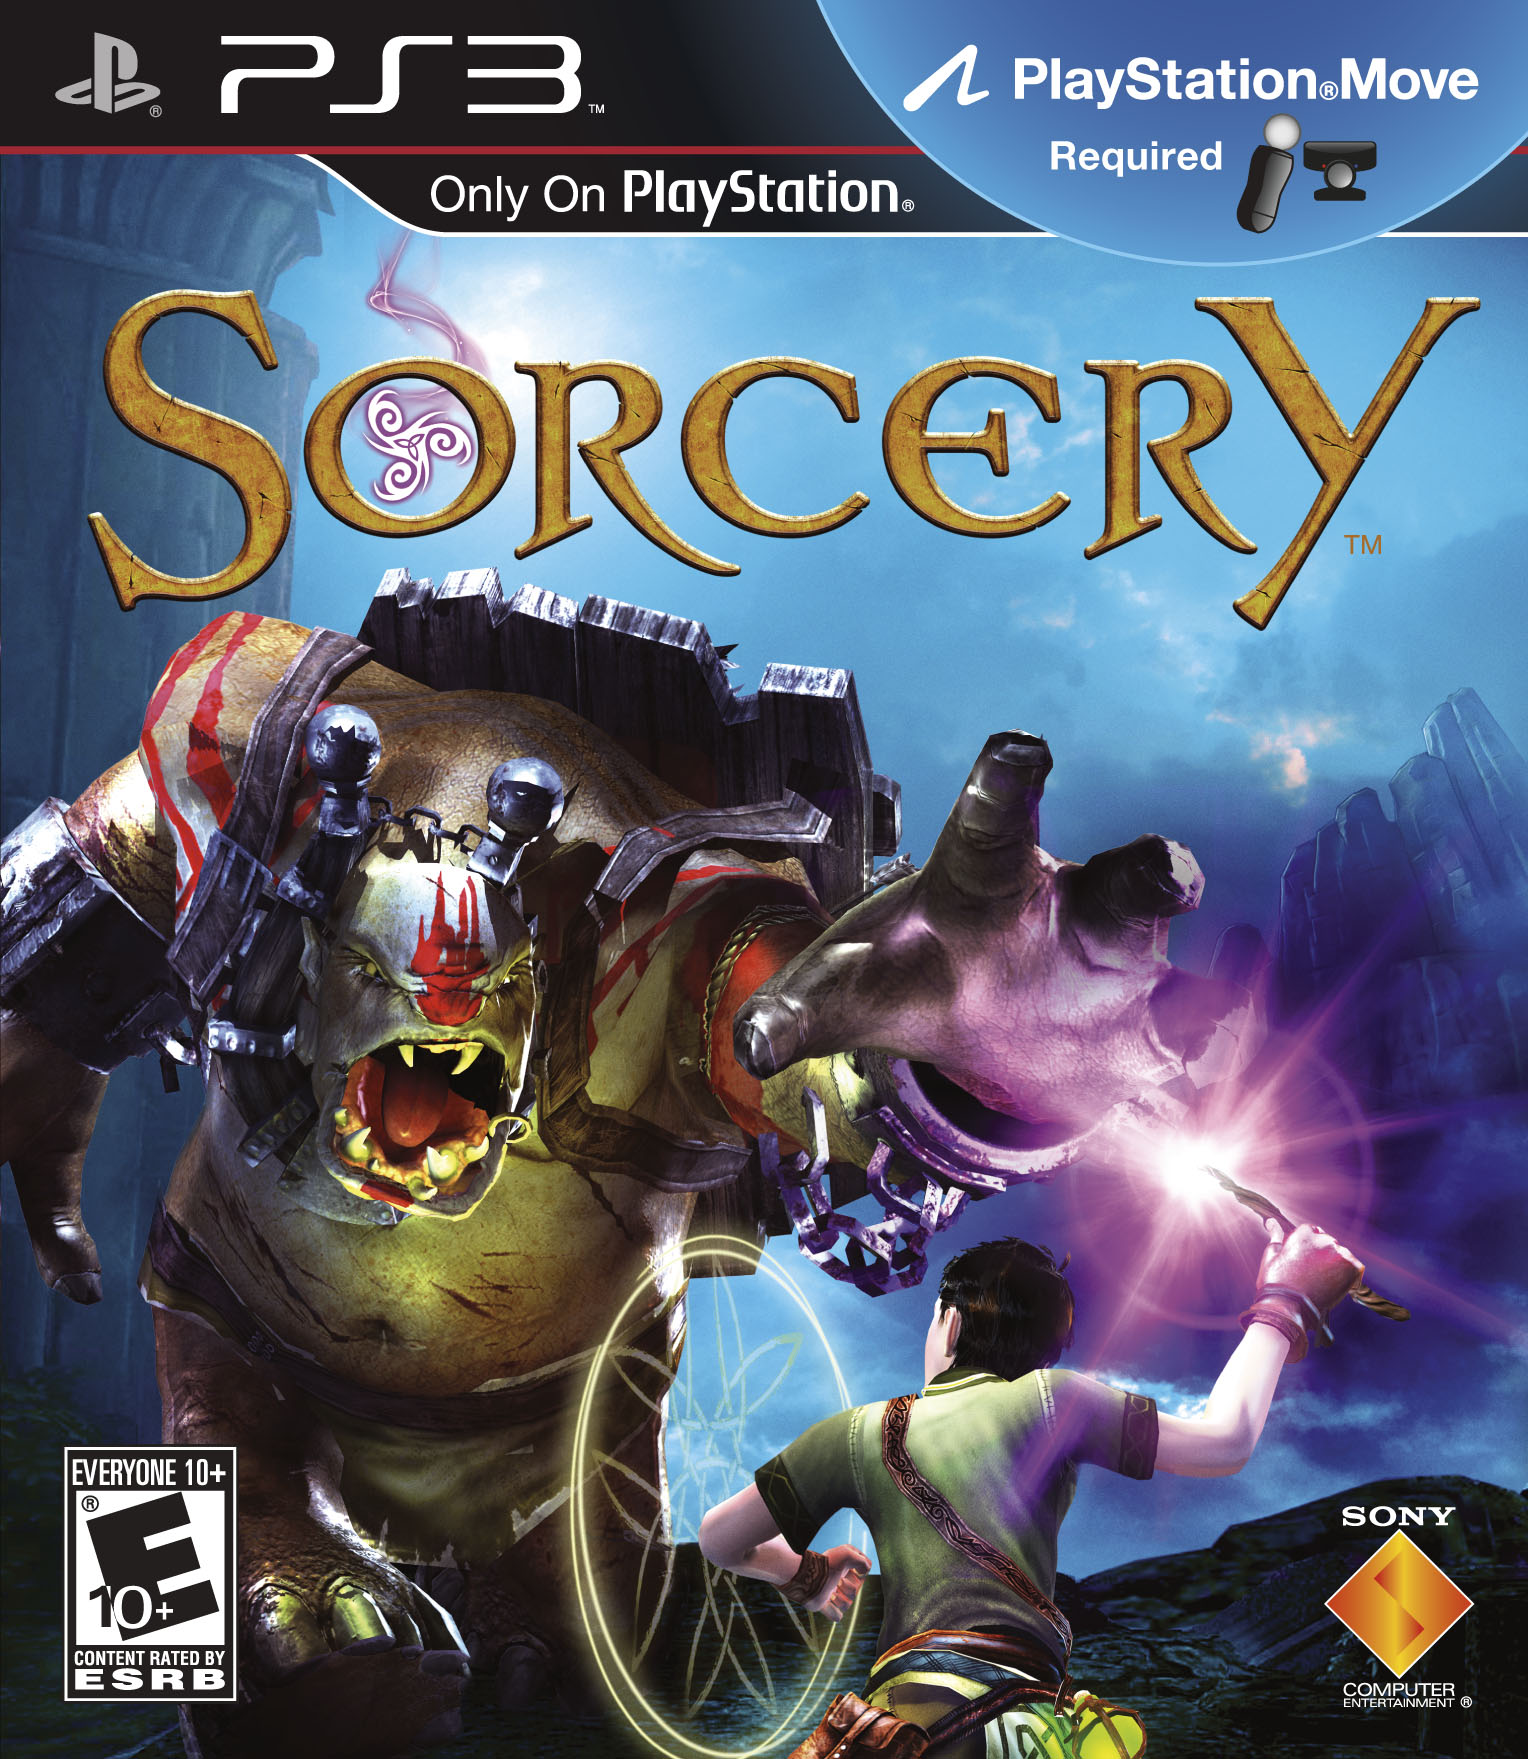 PS3™
PlayStation®Move
Required
Only On PlayStation®
SORCERY™
EVERYONE 10+
®
E
10+
CONTENT RATED BY
ESRB
SONY
COMPUTER
ENTERTAINMENT ®